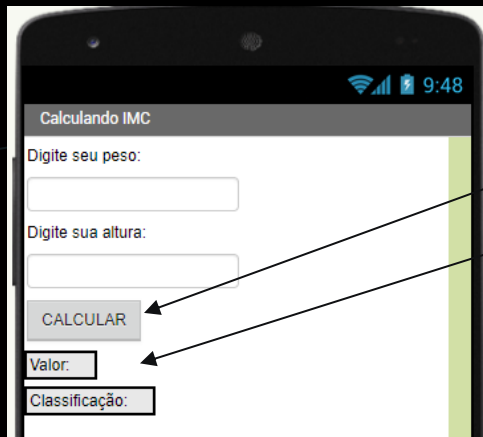 9:48
Calculando IMC
Digite seu peso:
Digite sua altura:
CALCULAR
Valor:
Classificação: